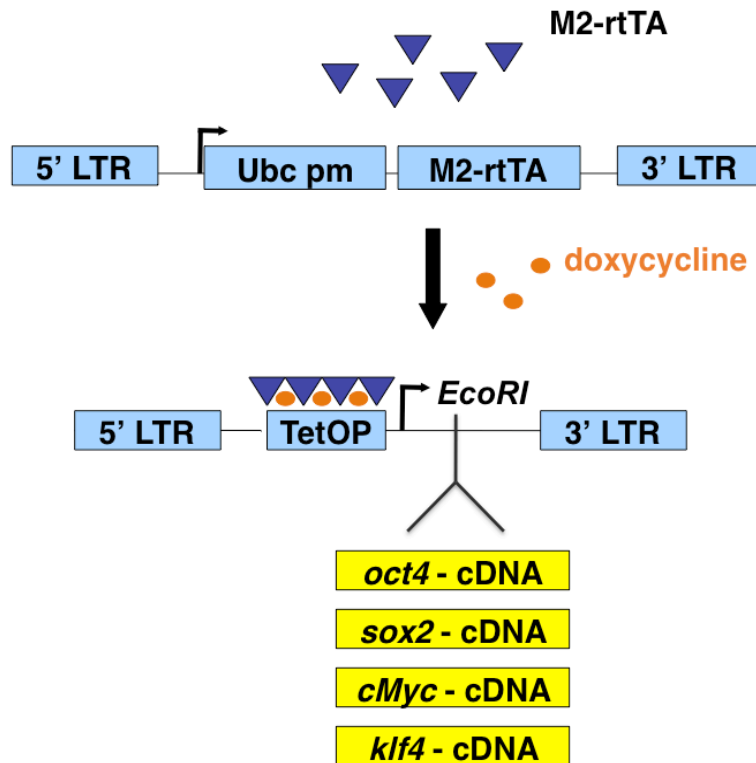 M2-rtTA
5’ LTR
Ubc pm
M2-rtTA
3’ LTR
doxycycline
EcoRI
5’ LTR
TetOP
3’ LTR
oct4 - cDNA
sox2 - cDNA
cMyc - cDNA
klf4 - cDNA